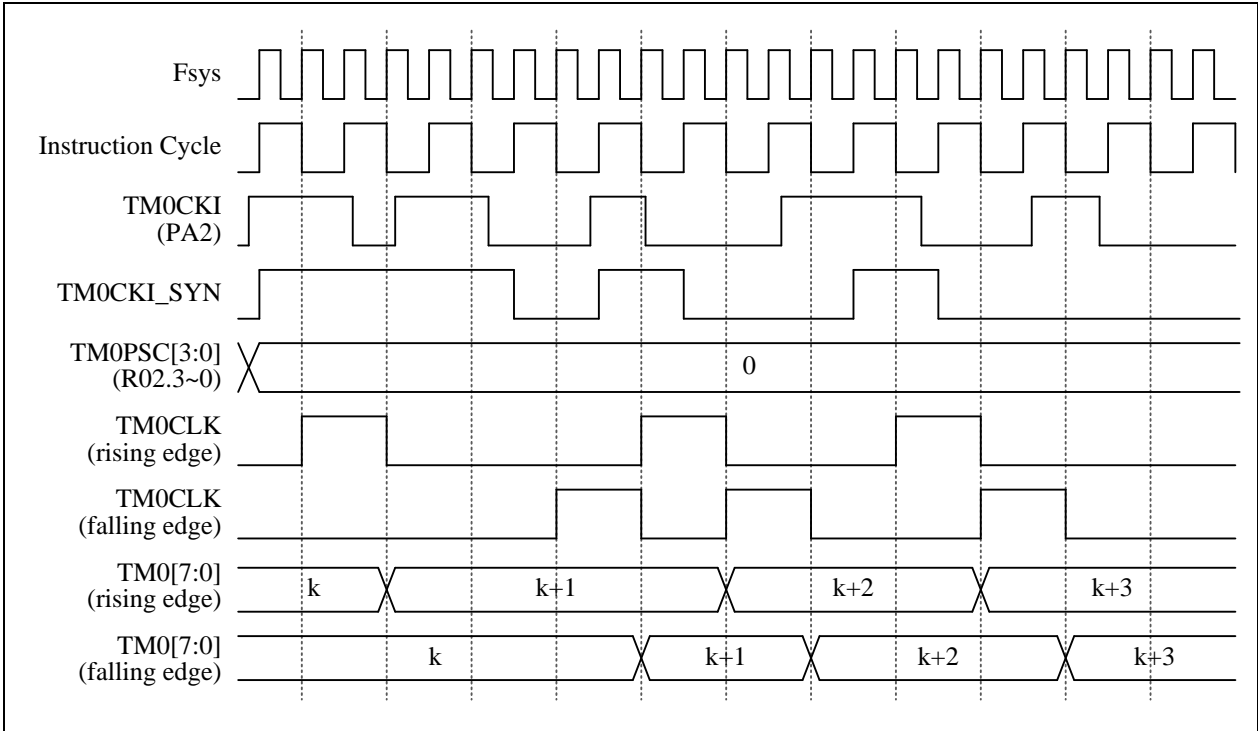 Fsys
Instruction Cycle
TM0CKI
(PA2)
TM0CKI_SYN
TM0PSC[3:0]
(R02.3~0)
0
TM0CLK
(rising edge)
TM0CLK
(falling edge)
TM0[7:0]
(rising edge)
k
k+1
k+2
k+3
TM0[7:0]
(falling edge)
k
k+1
k+2
k+3